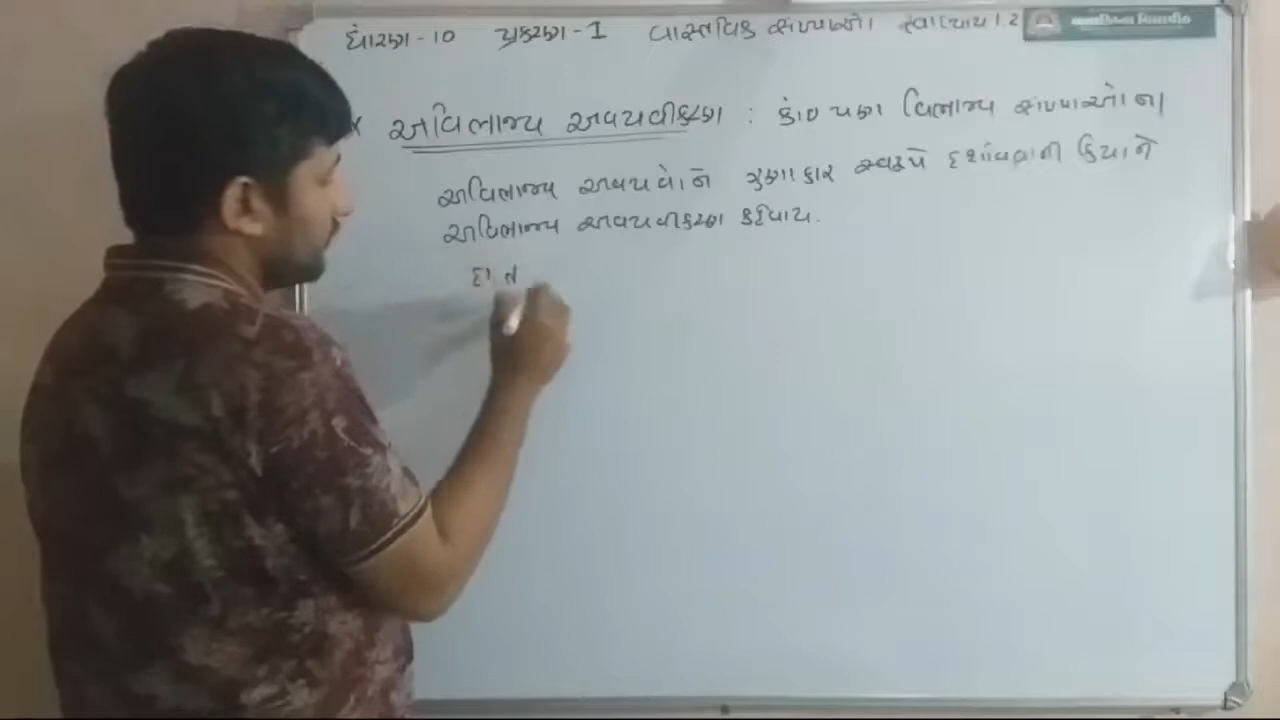 ધોરણ-10 પ્રકરણ-1 વાસ્તવિક સંખ્યાઓ સ્વાધ્યાય 1.2
* અવિભાજ્ય અવયવીકરણ : કોઇ પણ વિભાજ્ય સંખ્યાઓના
અવિભાજ્ય અવયવોને ગુણાકાર સ્વરૂપે દર્શાવવાની ક્રિયાને
અવિભાજ્ય અવયવીકરણ કહેવાય.
દા ત